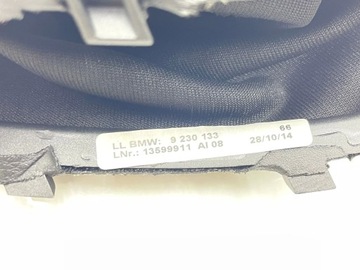 66
LL BMW: 9 230 133
LNr.: 13599911 AI 08 28/10/14